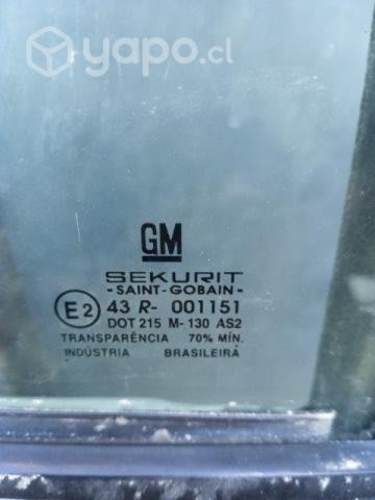 yapo.cl
GM
SEKURIT
- SAINT-GOBAIN -
E2 43 R- 001151
DOT 215 M-130 AS2
TRANSPARÊNCIA 70% MÍN.
INDÚSTRIA BRASILEIRA